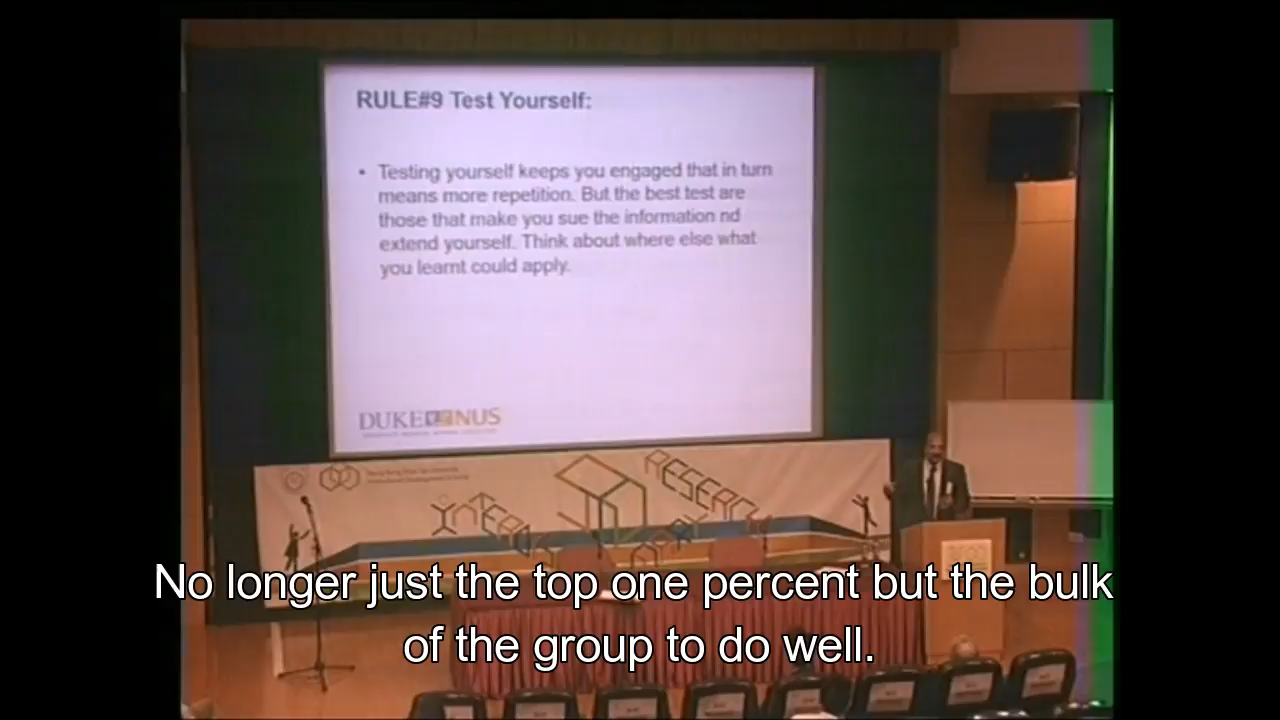 RULE#9 Test Yourself:
• Testing yourself keeps you engaged that in turn
means more repetition. But the best test are
those that make you sue the information nd
extend yourself. Think about where else what
you learnt could apply.
DUKE NUS
RESEARCH
No longer just the top one percent but the bulk
of the group to do well.